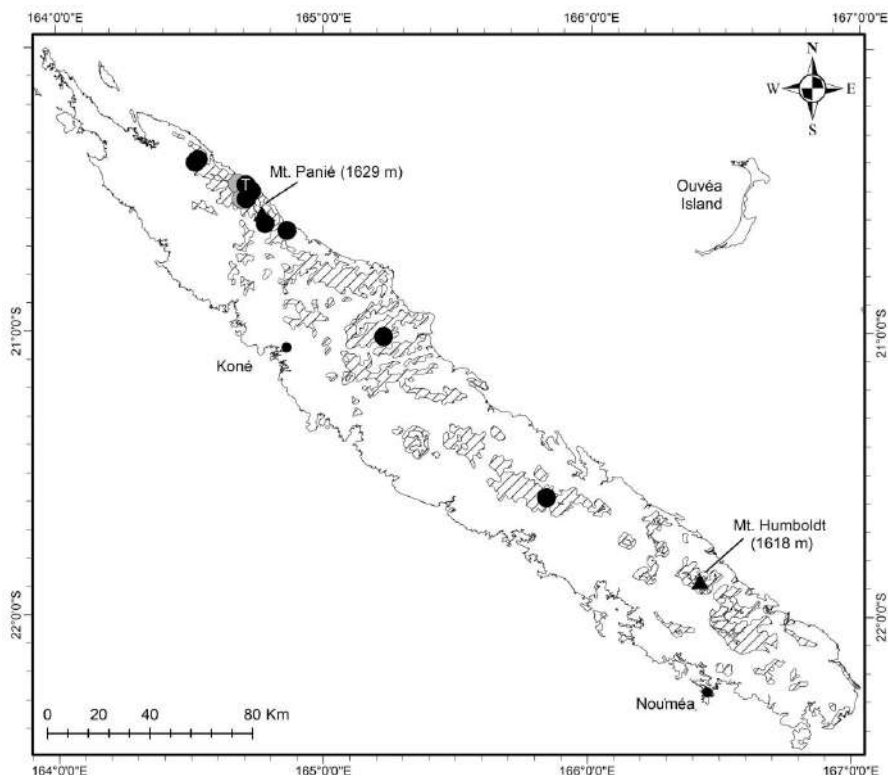 164°0'0"E
165°0'0"E
166°0'0"E
167°0'0"E
N
W
E
S
T
Mt. Panié (1629 m)
Ouvéa
Island
21°0'0"S
21°0'0"S
Koné
Mt. Humboldt
(1618 m)
22°0'0"S
22°0'0"S
Nouméa
0 20 40 80 Km
164°0'0"E
165°0'0"E
166°0'0"E
167°0'0"E